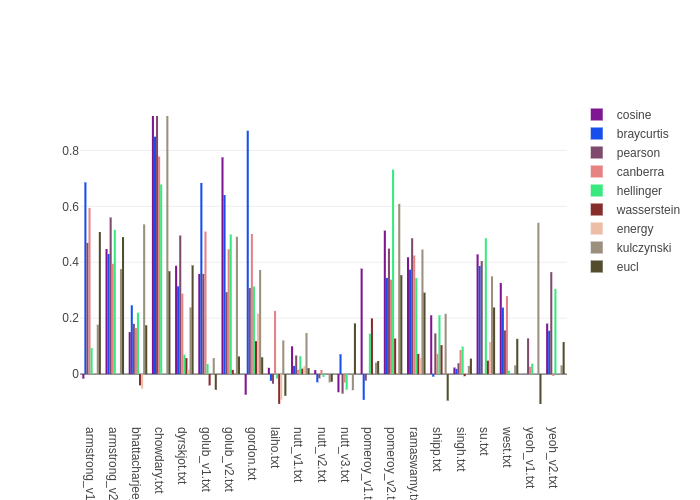 cosine
braycurtis
pearson
canberra
hellinger
wasserstein
energy
kulczynski
eucl
0.8
0.6
0.4
0.2
0
armstrong_v1
armstrong_v2
bhattacharjee
chowdary.txt
dyrskjot.txt
golub_v1.txt
golub_v2.txt
gordon.txt
laiho.txt
nutt_v1.txt
nutt_v2.txt
nutt_v3.txt
pomeroy_v1.t
pomeroy_v2.t
ramaswamy.t
shipp.txt
singh.txt
su.txt
west.txt
yeoh_v1.txt
yeoh_v2.txt